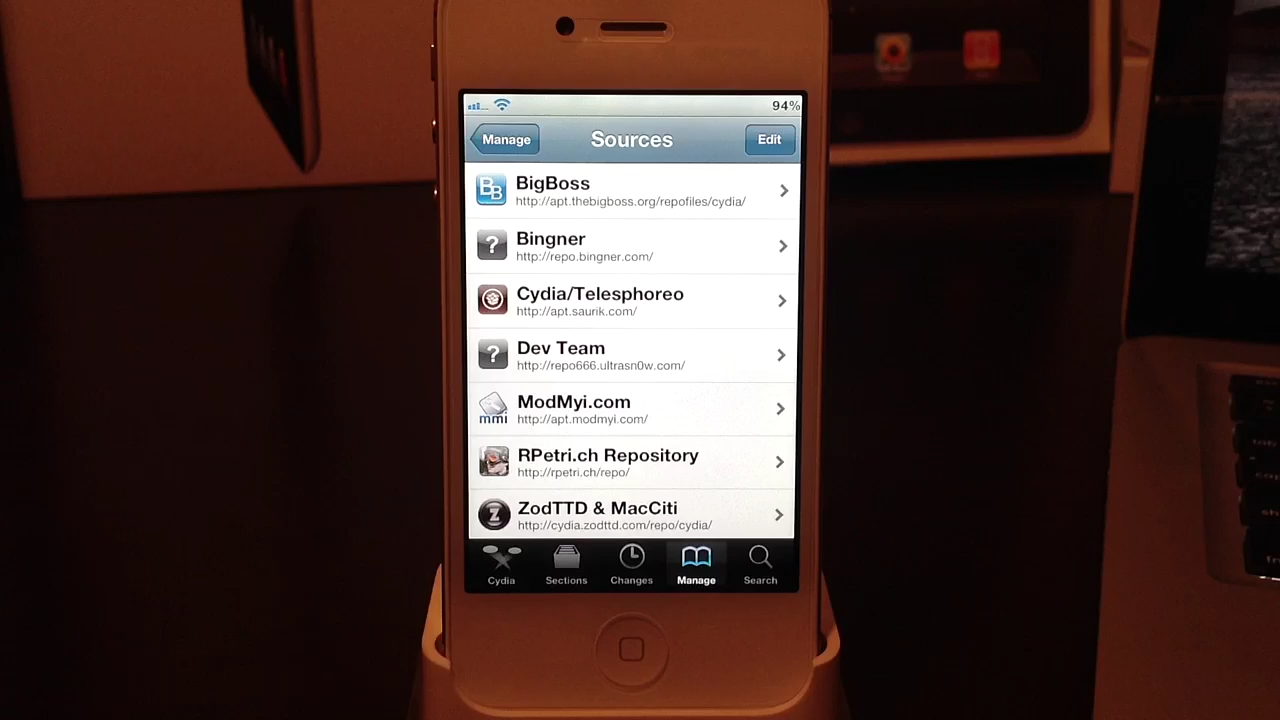 94%
Manage
Sources
Edit
BB
BigBoss
http://apt.thebigboss.org/repofiles/cydia/
?
Bingner
http://repo.bingner.com/
Cydia/Telesphoreo
http://apt.saurik.com/
?
Dev Team
http://repo666.ultrasn0w.com/
mmi
ModMyi.com
http://apt.modmyi.com/
RPetri.ch Repository
http://rpetri.ch/repo/
Z
ZodTTD & MacCiti
http://cydia.zodttd.com/repo/cydia/
Cydia
Sections
Changes
Manage
Search